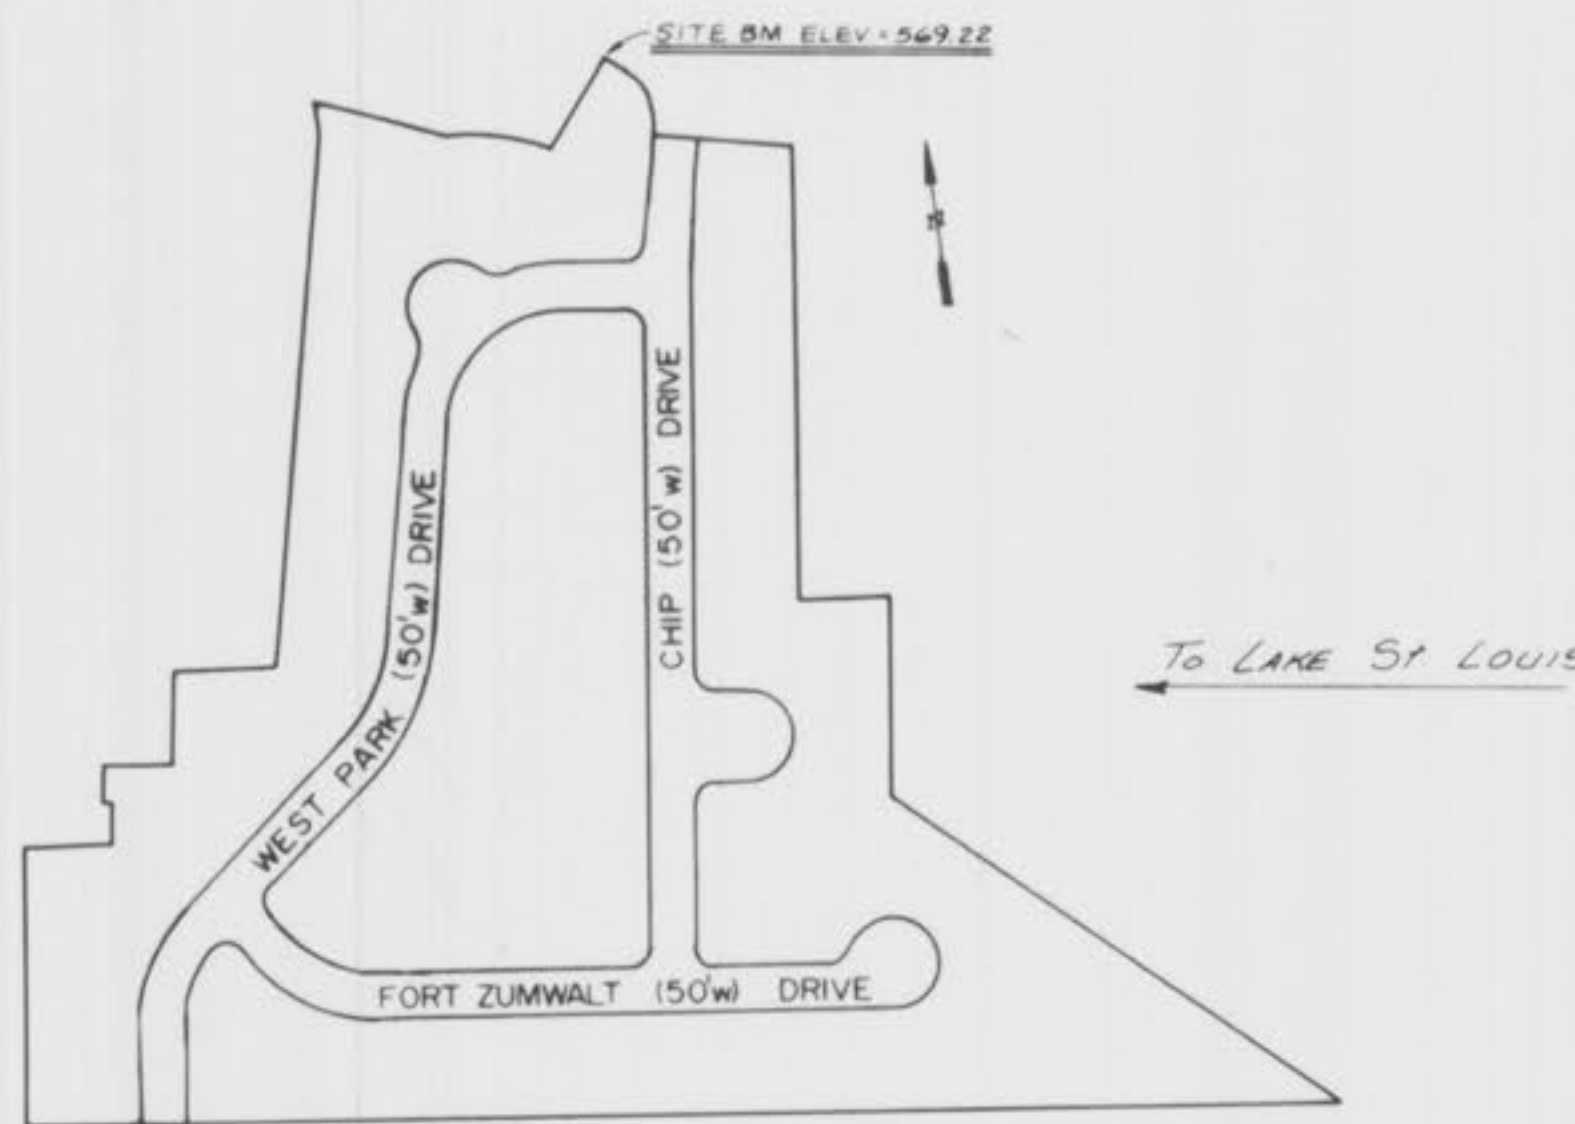 SITE BM ELEV = 569.22
N
WEST PARK (50'w) DRIVE
CHIP (50'w) DRIVE
To LAKE ST LOUIS
FORT ZUMWALT (50'w) DRIVE